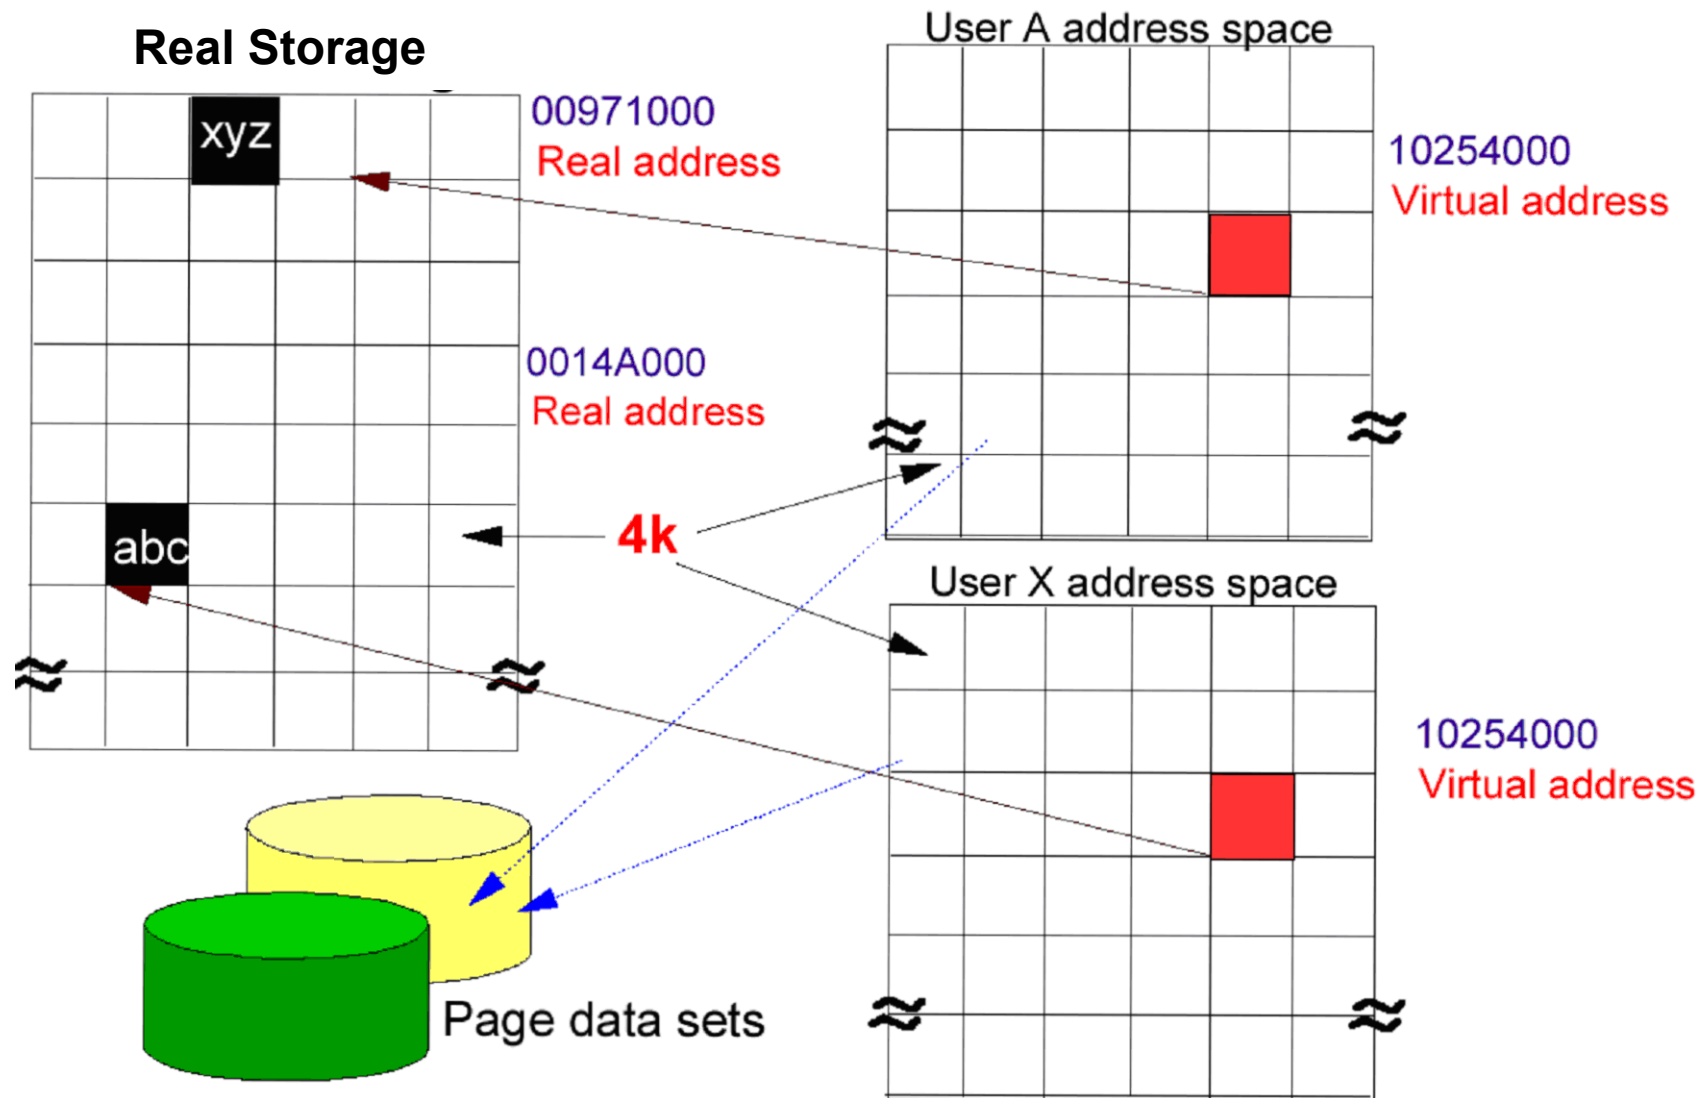 Real Storage
xyz
00971000
Real address
0014A000
Real address
abc
4k
User A address space
10254000
Virtual address
User X address space
10254000
Virtual address
Page data sets